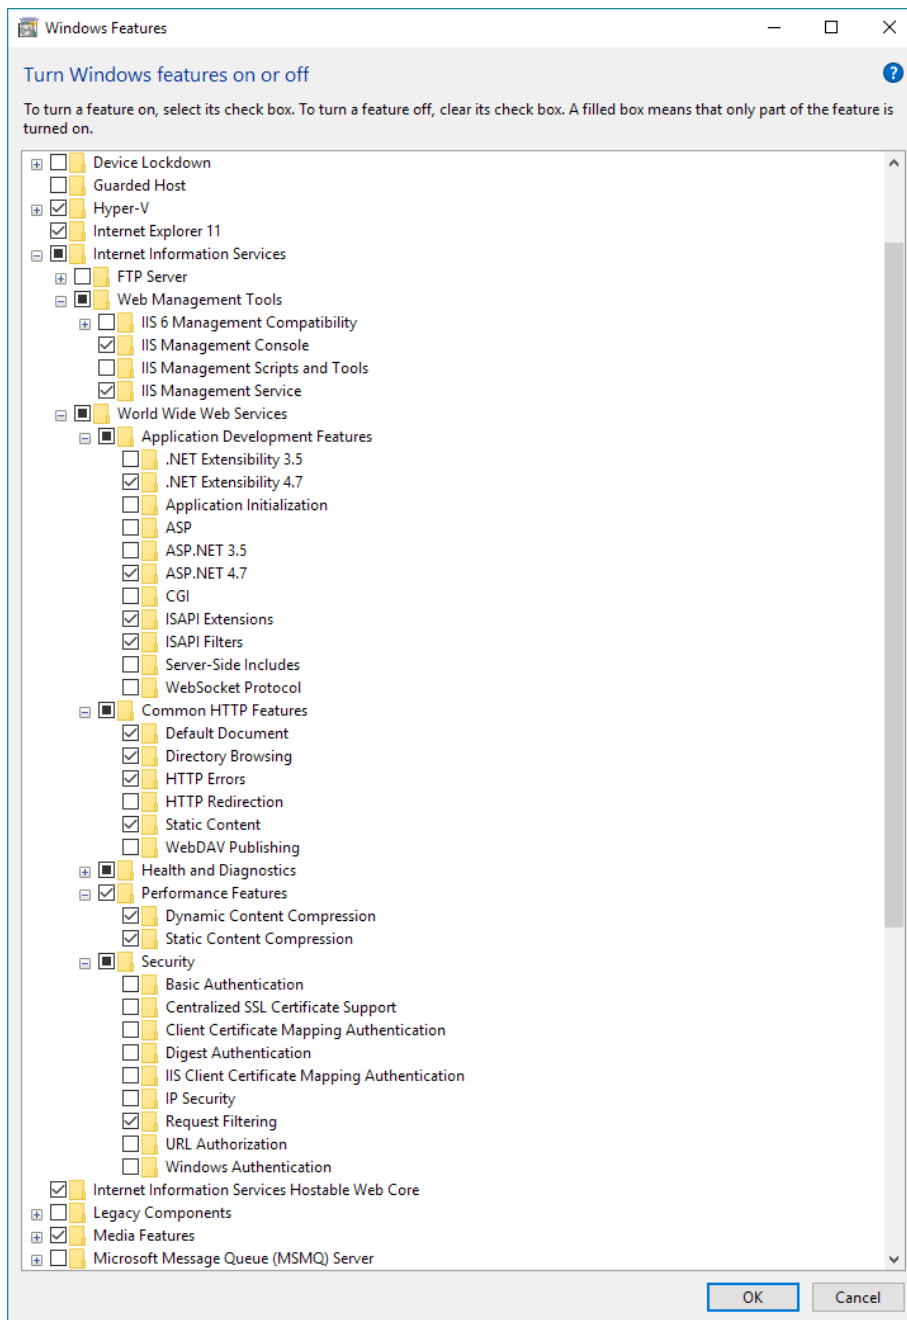 Windows Features
Turn Windows features on or off
To turn a feature on, select its check box. To turn a feature off, clear its check box. A filled box means that only part of the feature is
turned on.
Device Lockdown
Guarded Host
Hyper-V
Internet Explorer 11
Internet Information Services
FTP Server
Web Management Tools
IIS 6 Management Compatibility
IIS Management Console
IIS Management Scripts and Tools
IIS Management Service
World Wide Web Services
Application Development Features
.NET Extensibility 3.5
.NET Extensibility 4.7
Application Initialization
ASP
ASP.NET 3.5
ASP.NET 4.7
CGI
ISAPI Extensions
ISAPI Filters
Server-Side Includes
WebSocket Protocol
Common HTTP Features
Default Document
Directory Browsing
HTTP Errors
HTTP Redirection
Static Content
WebDAV Publishing
Health and Diagnostics
Performance Features
Dynamic Content Compression
Static Content Compression
Security
Basic Authentication
Centralized SSL Certificate Support
Client Certificate Mapping Authentication
Digest Authentication
IIS Client Certificate Mapping Authentication
IP Security
Request Filtering
URL Authorization
Windows Authentication
Internet Information Services Hostable Web Core
Legacy Components
Media Features
Microsoft Message Queue (MSMQ) Server
OK
Cancel